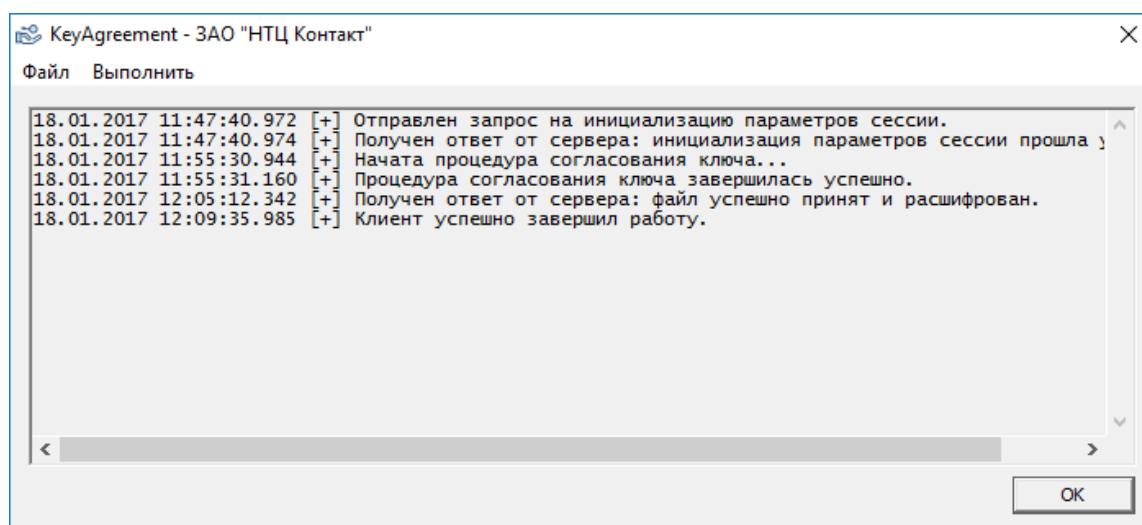 KeyAgreement - ЗАО "НТЦ Контакт"
Файл Выполнить
18.01.2017 11:47:40.972 [+] Отправлен запрос на инициализацию параметров сессии.
18.01.2017 11:47:40.974 [+] Получен ответ от сервера: инициализация параметров сессии прошла
18.01.2017 11:55:30.944 [+] Начата процедура согласования ключа...
18.01.2017 11:55:31.160 [+] Процедура согласования ключа завершилась успешно.
18.01.2017 12:05:12.342 [+] Получен ответ от сервера: файл успешно принят и расшифрован.
18.01.2017 12:09:35.985 [+] Клиент успешно завершил работу.
OK